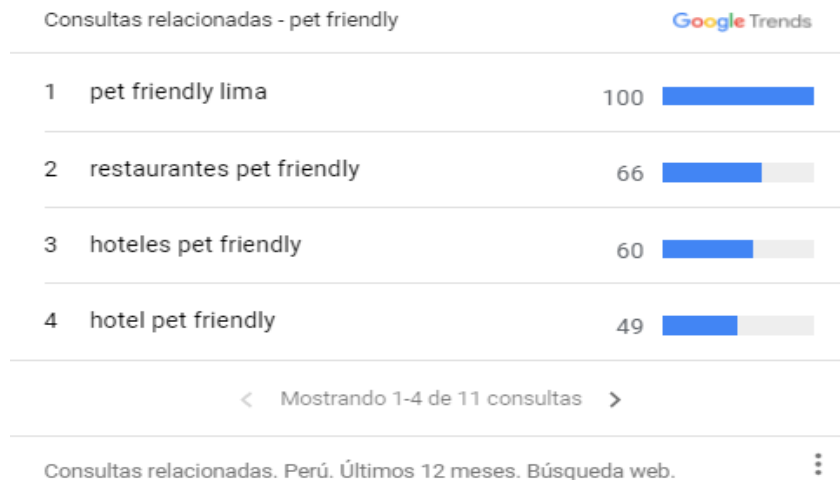 Consultas relacionadas - pet friendly Google Trends
1 pet friendly lima 100
2 restaurantes pet friendly 66
3 hoteles pet friendly 60
4 hotel pet friendly 49
Mostrando 1-4 de 11 consultas
Consultas relacionadas. Perú. Últimos 12 meses. Búsqueda web.